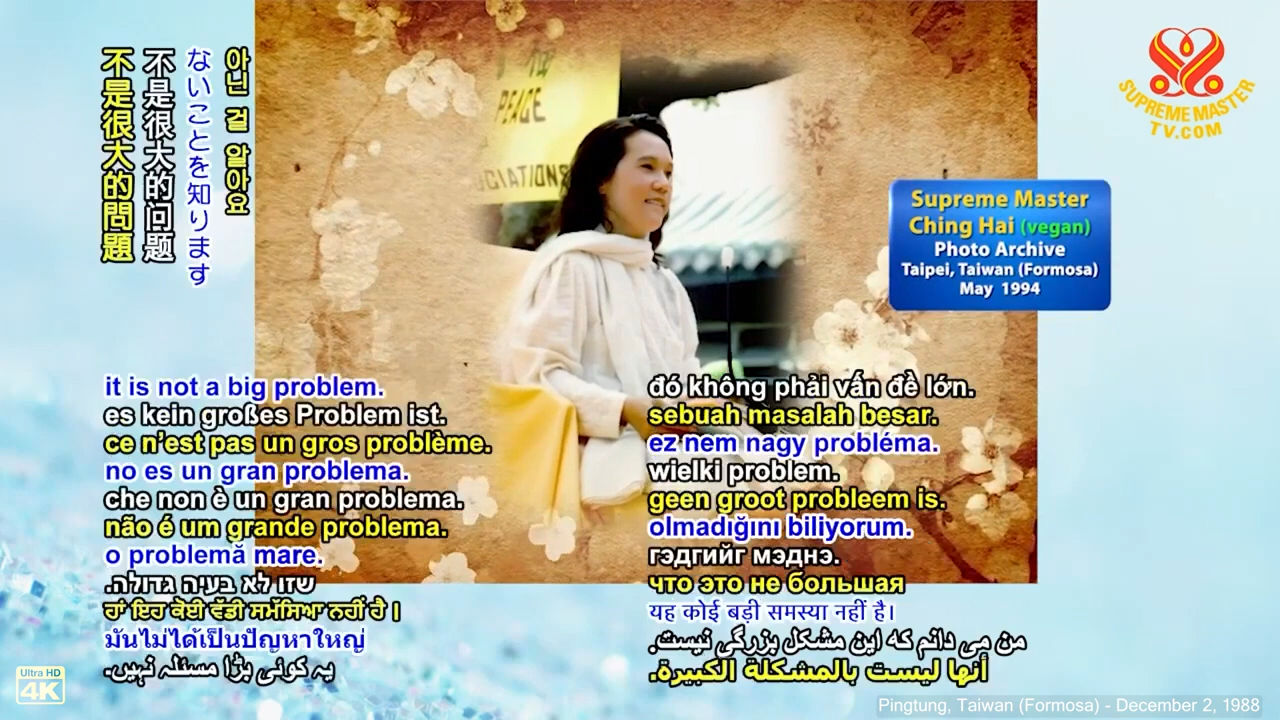 不是很大的問題
不是很大的问题
ないことを知ります
아닌 걸 알아요
PEACE
OCIATIONS
SUPREME MASTER
TV.COM
Supreme Master
Ching Hai (vegan)
Photo Archive
Taipei, Taiwan (Formosa)
May 1994
it is not a big problem.
es kein großes Problem ist.
ce n’est pas un gros problème.
no es un gran problema.
che non è un gran problema.
não é um grande problema.
o problemă mare.
שזו לא בעיה גדולה.
ਹਾਂ ਇਹ ਕੋਈ ਵੱਡੀ ਸਮੱਸਿਆ ਨਹੀਂ ਹੈ।
มันไม่ได้เป็นปัญหาใหญ่
یہ کوئی بڑا مسئلہ نہیں.
đó không phải vấn đề lớn.
sebuah masalah besar.
ez nem nagy probléma.
wielki problem.
geen groot probleem is.
olmadığını biliyorum.
гэдгийг мэднэ.
что это не большая
यह कोई बड़ी समस्या नहीं है।
من می دانم که این مشکل بزرگی نیست.
أنها ليست بالمشكلة الكبيرة.
Ultra HD
4K
Pingtung, Taiwan (Formosa) - December 2, 1988